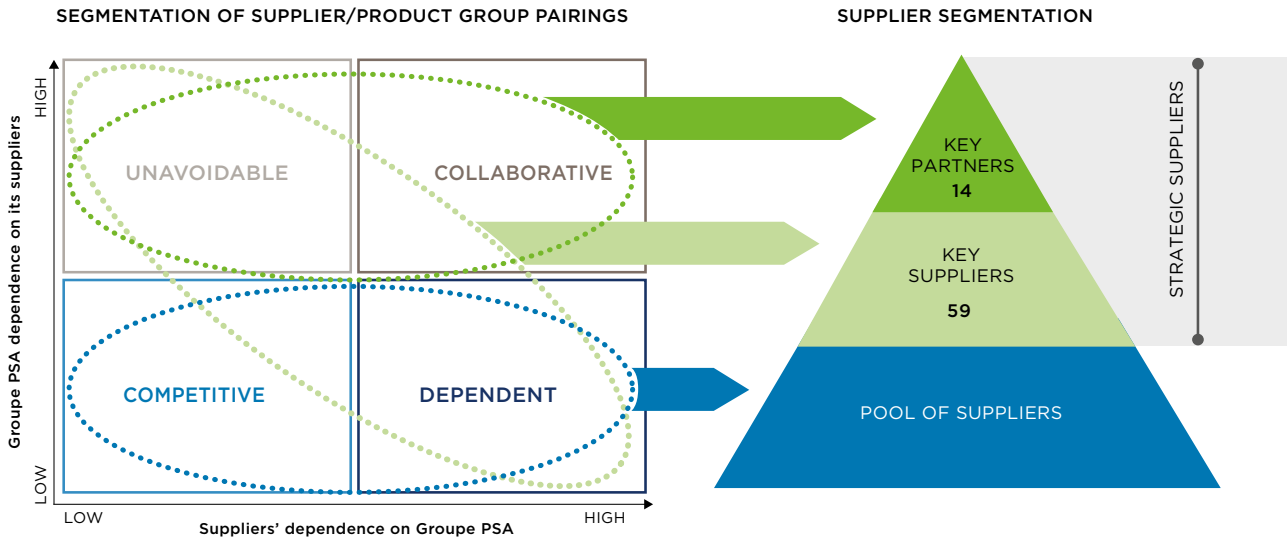 SEGMENTATION OF SUPPLIER/PRODUCT GROUP PAIRINGS
SUPPLIER SEGMENTATION
Groupe PSA dependence on its suppliers
HIGH
LOW
UNAVOIDABLE
COLLABORATIVE
COMPETITIVE
DEPENDENT
LOW
HIGH
Suppliers' dependence on Groupe PSA
KEY
PARTNERS
14
KEY
SUPPLIERS
59
POOL OF SUPPLIERS
STRATEGIC SUPPLIERS